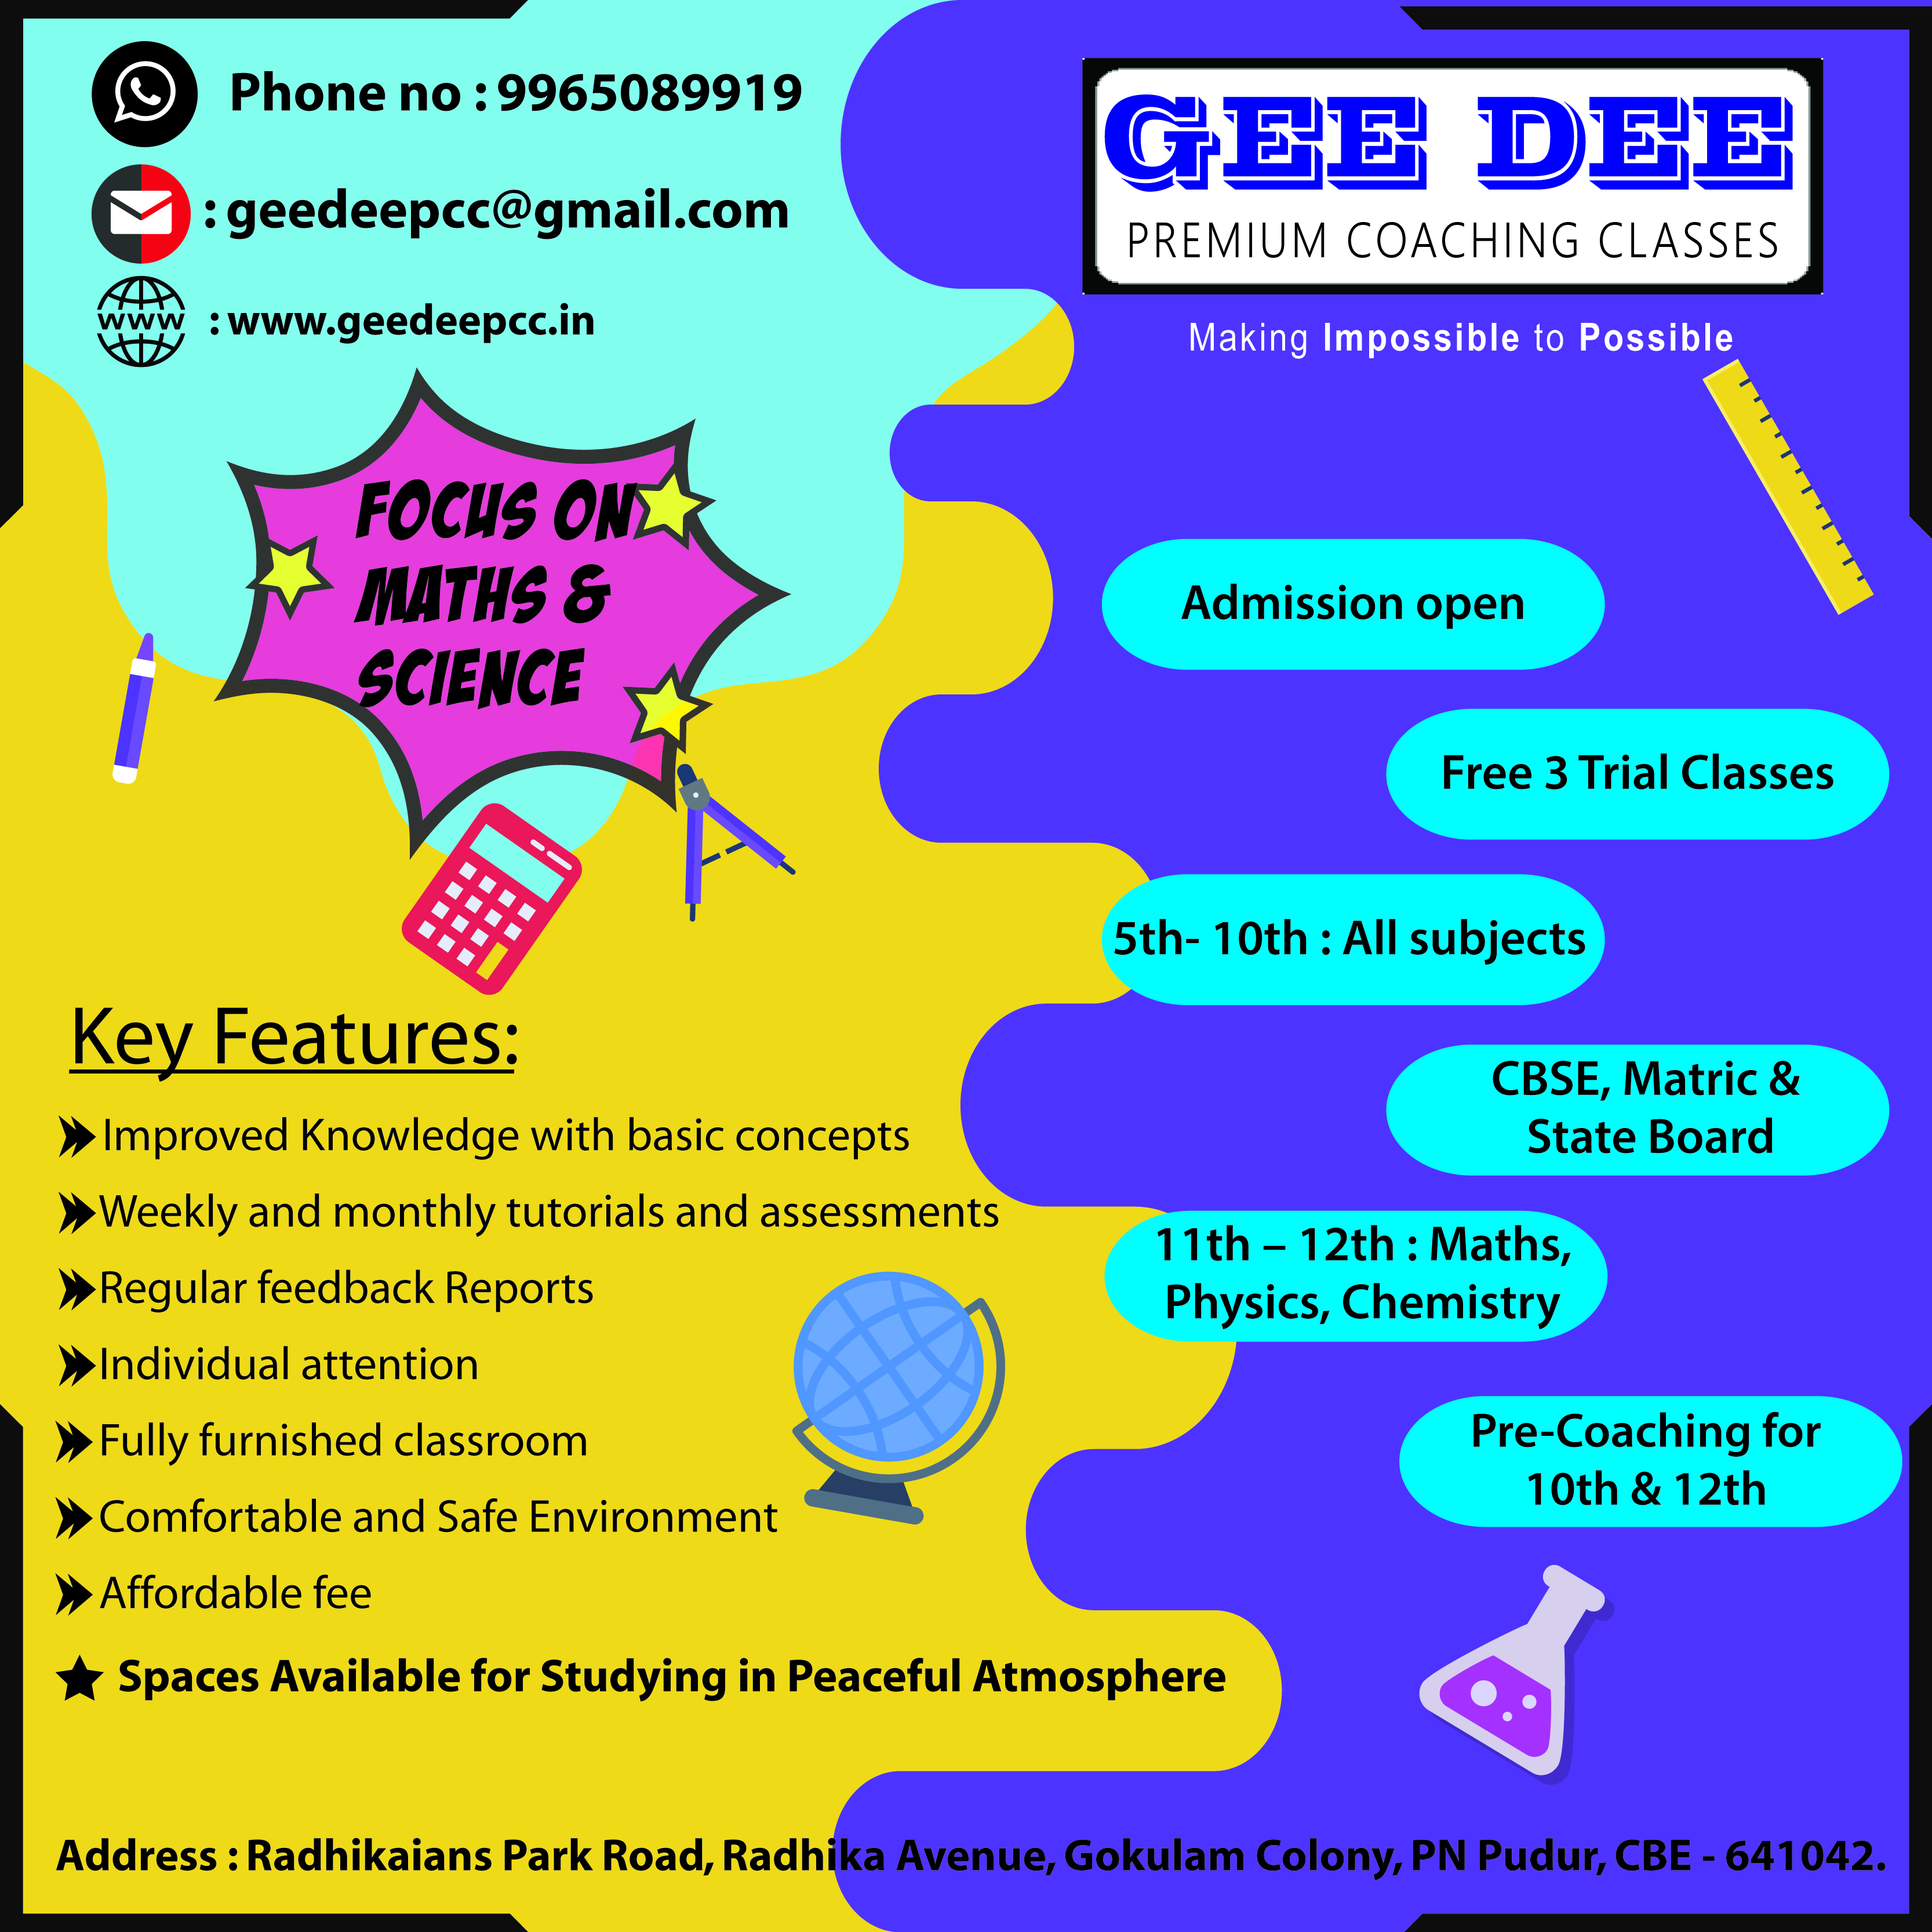 Phone no : 9965089919
: geedeepcc@gmail.com
www
: www.geedeepcc.in
GEE DEE
PREMIUM COACHING CLASSES
Making Impossible to Possible
FOCUS ON
MATHS &
SCIENCE
Admission open
Free 3 Trial Classes
5th- 10th : All subjects
CBSE, Matric &
State Board
11th – 12th : Maths,
Physics, Chemistry
Pre-Coaching for
10th & 12th
Key Features:
Improved Knowledge with basic concepts
Weekly and monthly tutorials and assessments
Regular feedback Reports
Individual attention
Fully furnished classroom
Comfortable and Safe Environment
Affordable fee
Spaces Available for Studying in Peaceful Atmosphere
Address : Radhikaians Park Road, Radhika Avenue, Gokulam Colony, PN Pudur, CBE - 641042.